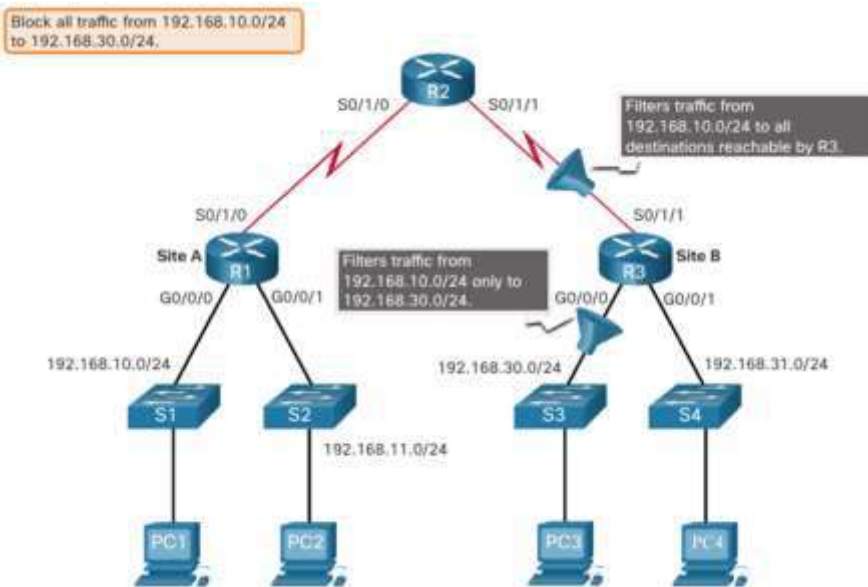 Block all traffic from 192.168.10.0/24
to 192.168.30.0/24.
R2
S0/1/0
S0/1/1
Filters traffic from
192.168.10.0/24 to all
destinations reachable by R3.
S0/1/0
S0/1/1
Site A
R1
Filters traffic from
192.168.10.0/24 only to
192.168.30.0/24.
R3
Site B
G0/0/0
G0/0/1
G0/0/0
G0/0/1
192.168.10.0/24
192.168.30.0/24
192.168.31.0/24
S1
S2
S3
S4
192.168.11.0/24
PC1
PC2
PC3
PC4